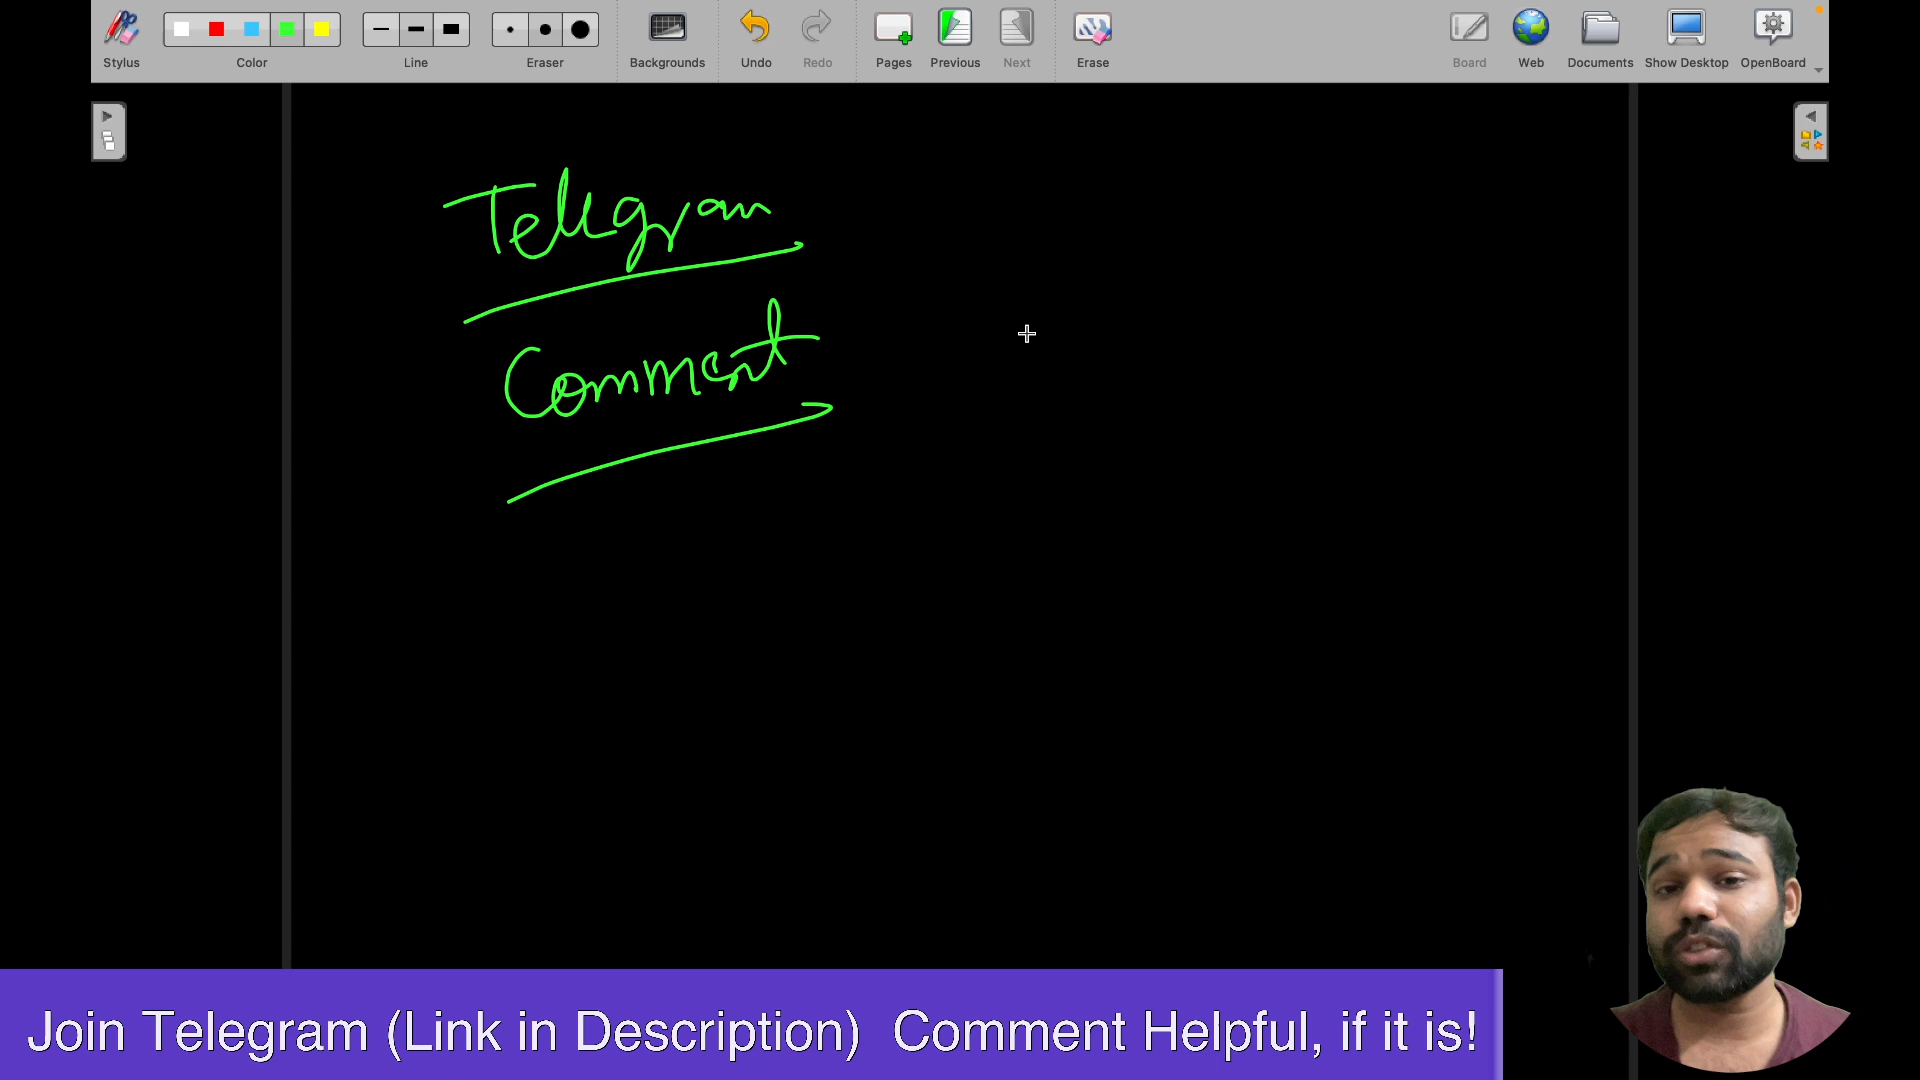 Stylus Color Line Eraser Backgrounds Undo Redo Pages Previous Next Erase Board Web Documents Show Desktop OpenBoard
Telegram
Comment
Join Telegram (Link in Description) Comment Helpful, if it is!